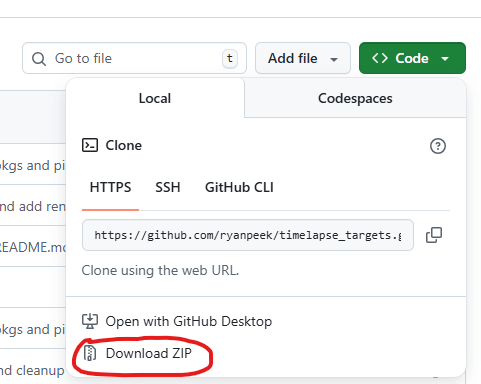 Go to file
t
Add file
<> Code
Local
Codespaces
okgs and pi
Clone
and add ren
HTTPS SSH GitHub CLI
README.mc
https://github.com/ryanpeek/timelapse_targets.g
Clone using the web URL.
okgs and pi
Open with GitHub Desktop
Download ZIP
nd cleanup